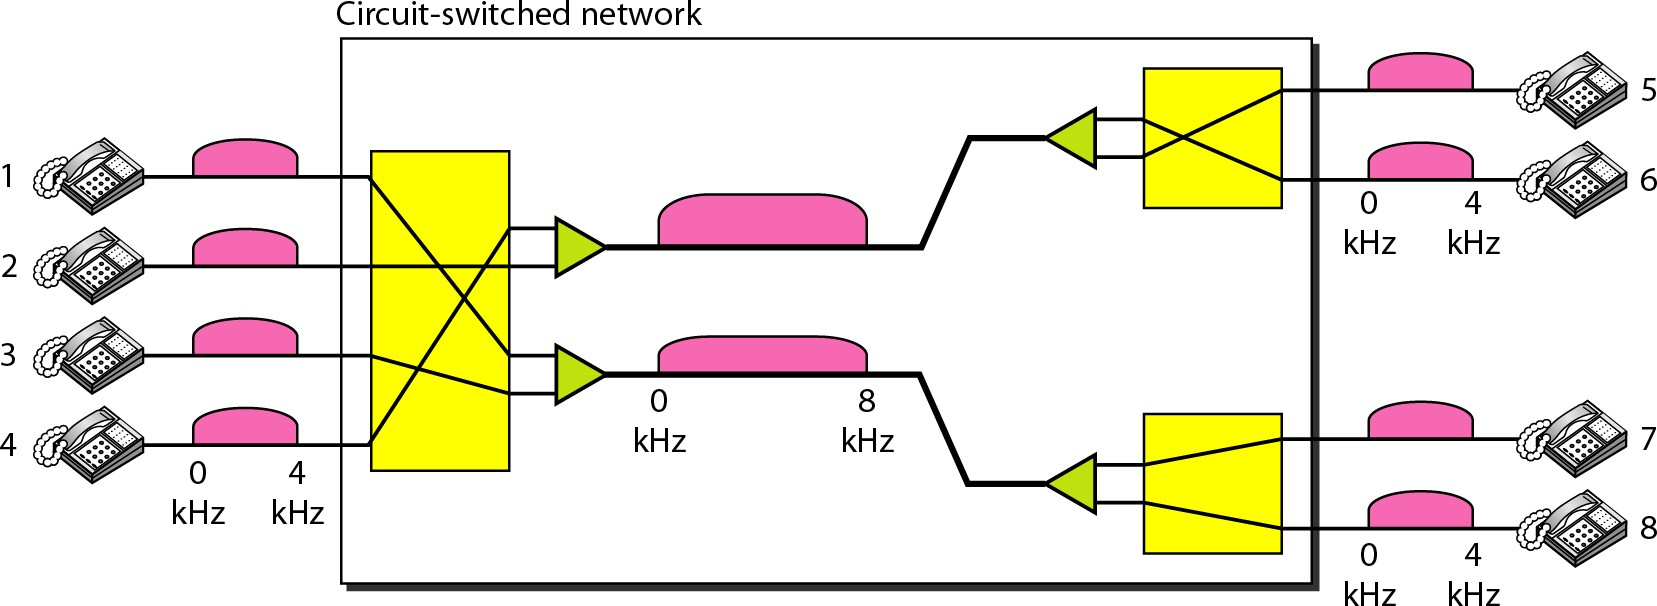 Circuit-switched network
1
2
3
4
0 4
kHz kHz
0 8
kHz kHz
5
6
0 4
kHz kHz
7
8
0 4
kHz kHz